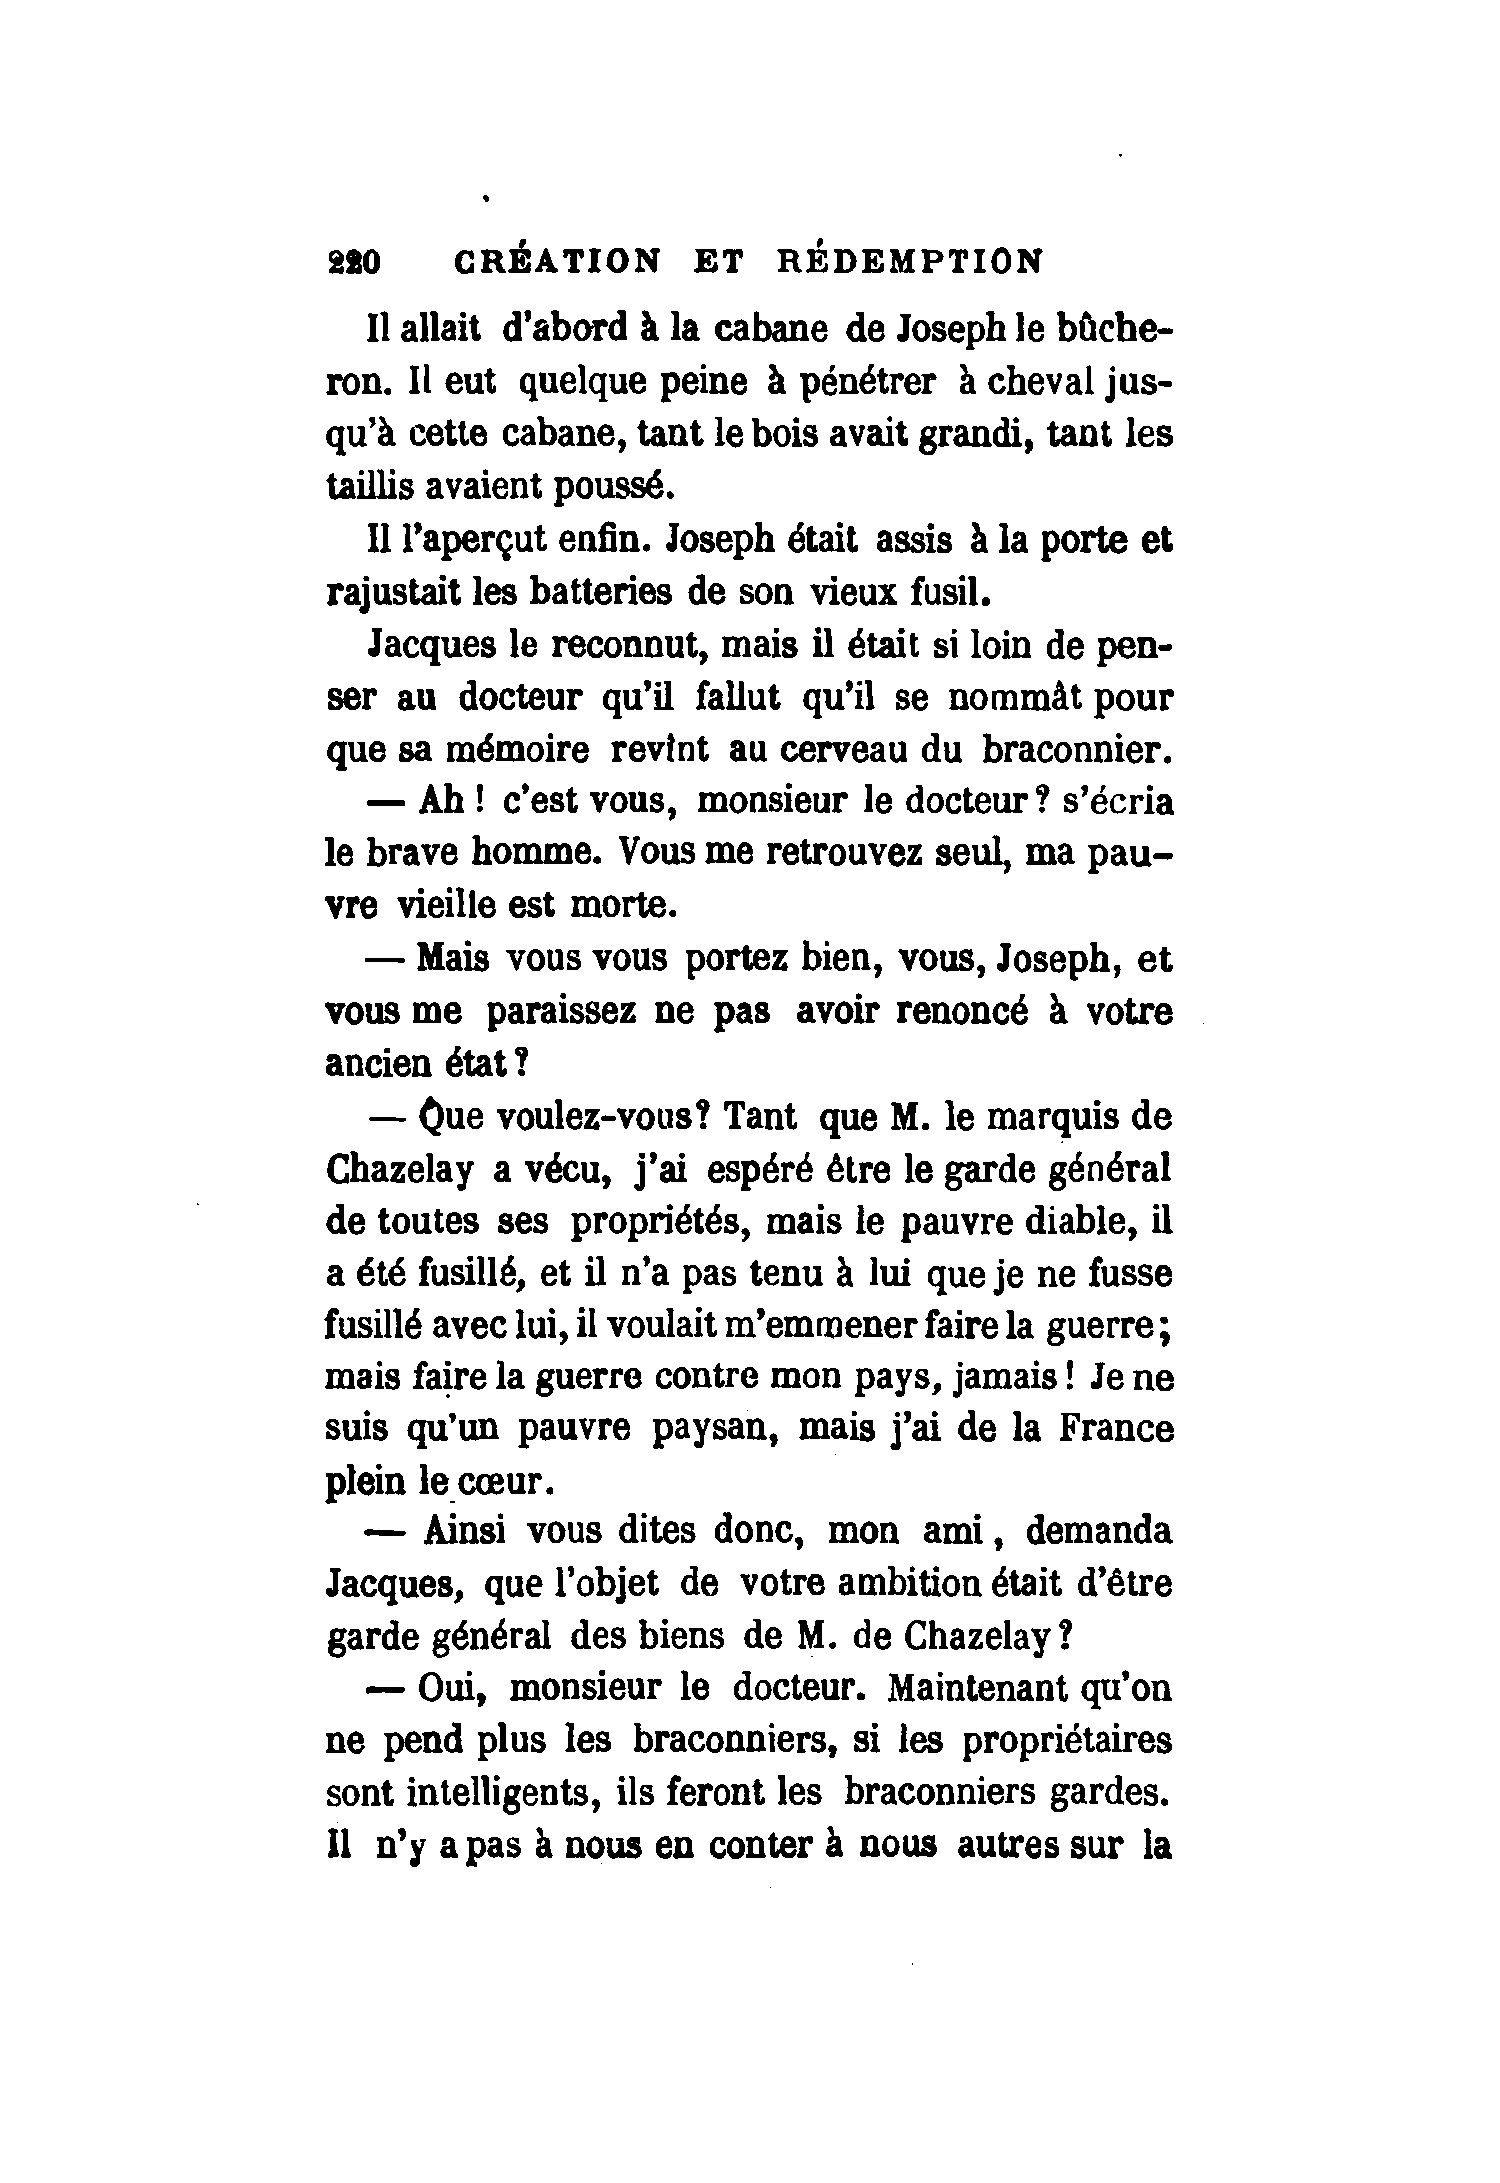 220 CRÉATION ET RÉDEMPTION
Il allait d'abord à la cabane de Joseph le bûche-
ron. Il eut quelque peine à pénétrer à cheval jus-
qu'à cette cabane, tant le bois avait grandi, tant les
taillis avaient poussé.
Il l'aperçut enfin. Joseph était assis à la porte et
rajustait les batteries de son vieux fusil.
Jacques le reconnut, mais il était si loin de pen-
ser au docteur qu'il fallut qu'il se nommât pour
que sa mémoire revînt au cerveau du braconnier.
— Ah ! c'est vous, monsieur le docteur ? s'écria
le brave homme. Vous me retrouvez seul, ma pau-
vre vieille est morte.
— Mais vous vous portez bien, vous, Joseph, et
vous me paraissez ne pas avoir renoncé à votre
ancien état ?
— Que voulez-vous? Tant que M. le marquis de
Chazelay a vécu, j'ai espéré être le garde général
de toutes ses propriétés, mais le pauvre diable, il
a été fusillé, et il n'a pas tenu à lui que je ne fusse
fusillé avec lui, il voulait m'emmener faire la guerre;
mais faire la guerre contre mon pays, jamais ! Je ne
suis qu'un pauvre paysan, mais j'ai de la France
plein le cœur.
— Ainsi vous dites donc, mon ami, demanda
Jacques, que l'objet de votre ambition était d'être
garde général des biens de M. de Chazelay ?
— Oui, monsieur le docteur. Maintenant qu'on
ne pend plus les braconniers, si les propriétaires
sont intelligents, ils feront les braconniers gardes.
Il n'y a pas à nous en conter à nous autres sur la